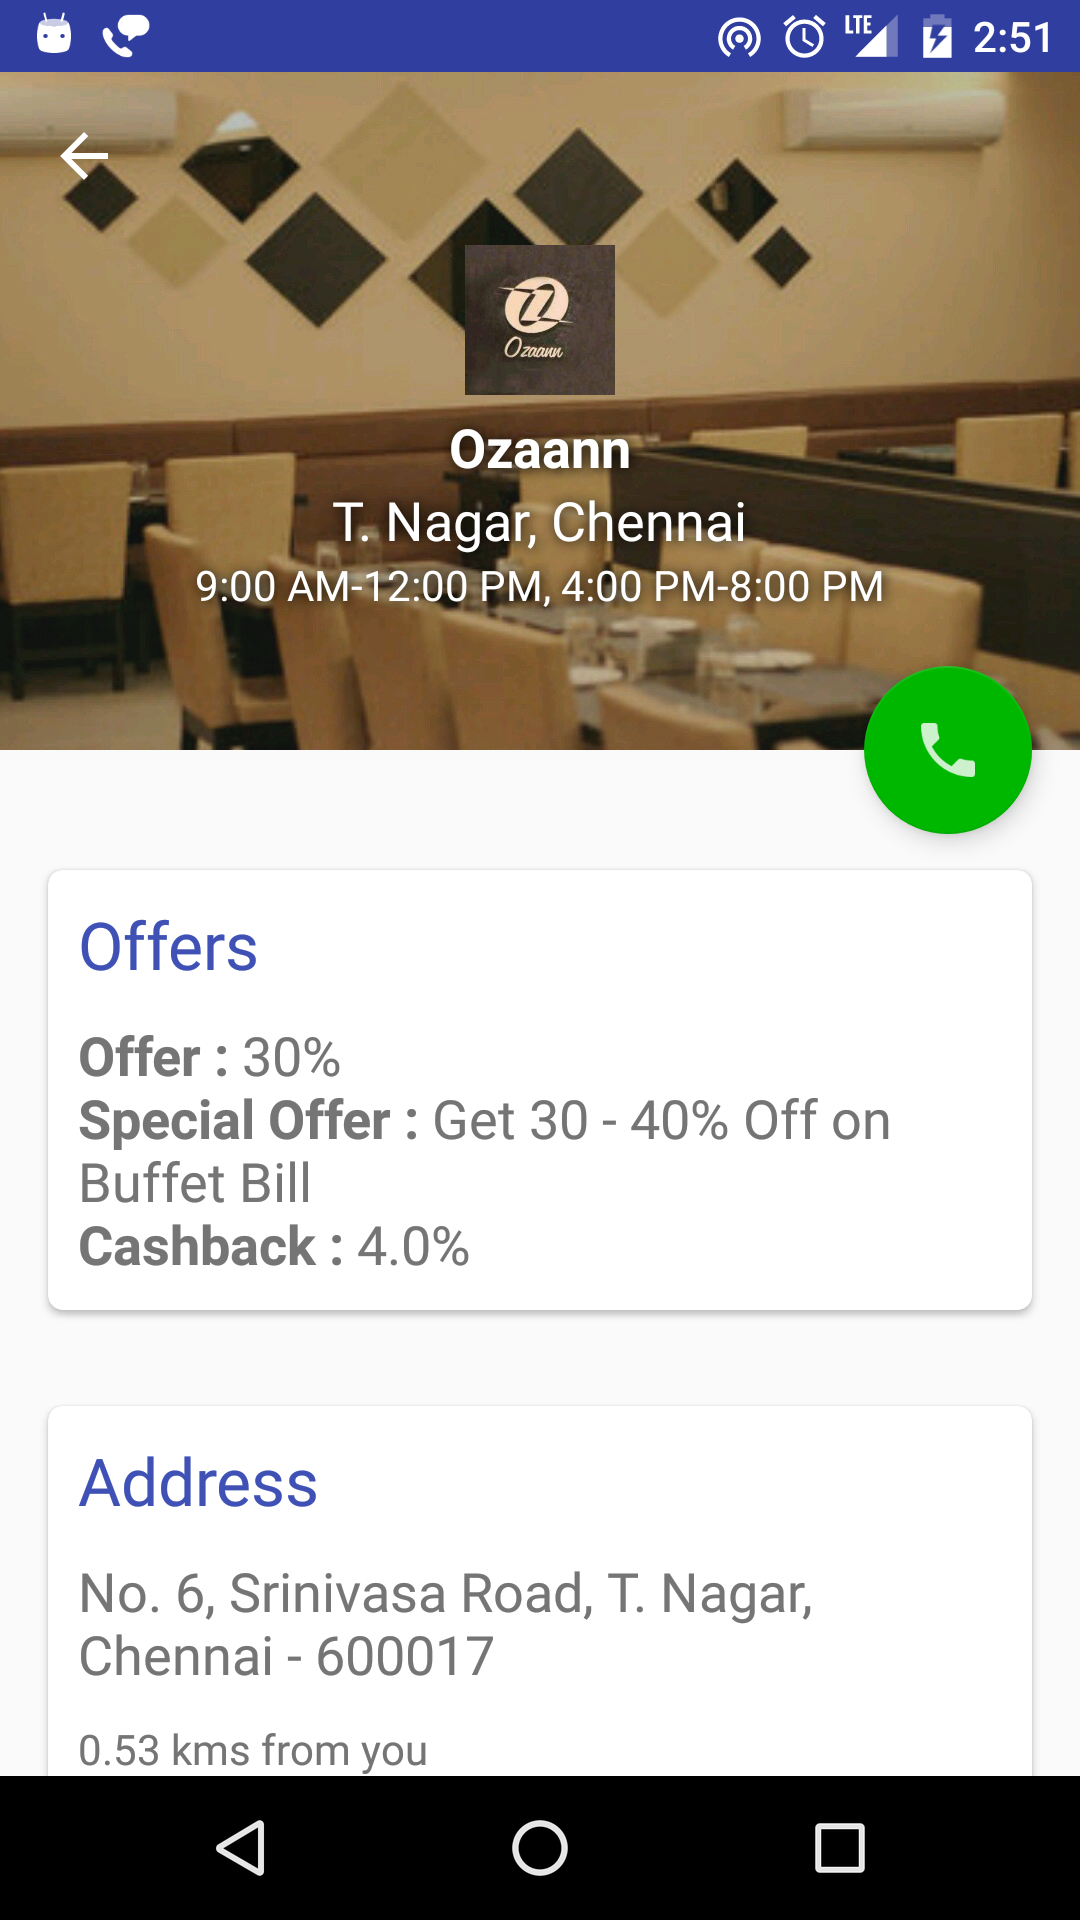 LTE 2:51
Ozaann
Ozaann
T. Nagar, Chennai
9:00 AM-12:00 PM, 4:00 PM-8:00 PM
Offers
Offer : 30%
Special Offer : Get 30 - 40% Off on
Buffet Bill
Cashback : 4.0%
Address
No. 6, Srinivasa Road, T. Nagar,
Chennai - 600017
0.53 kms from you